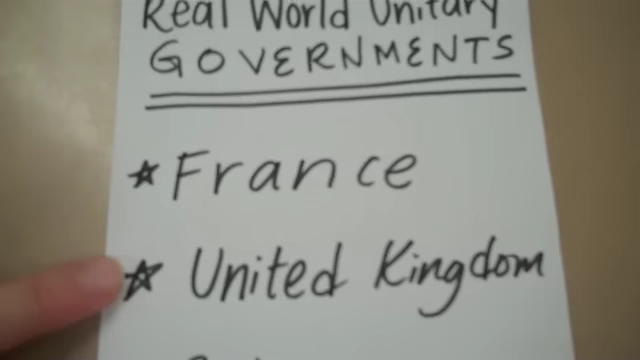 Real World Unitary
GOVERNMENTS
☆ France
☆ United Kingdom